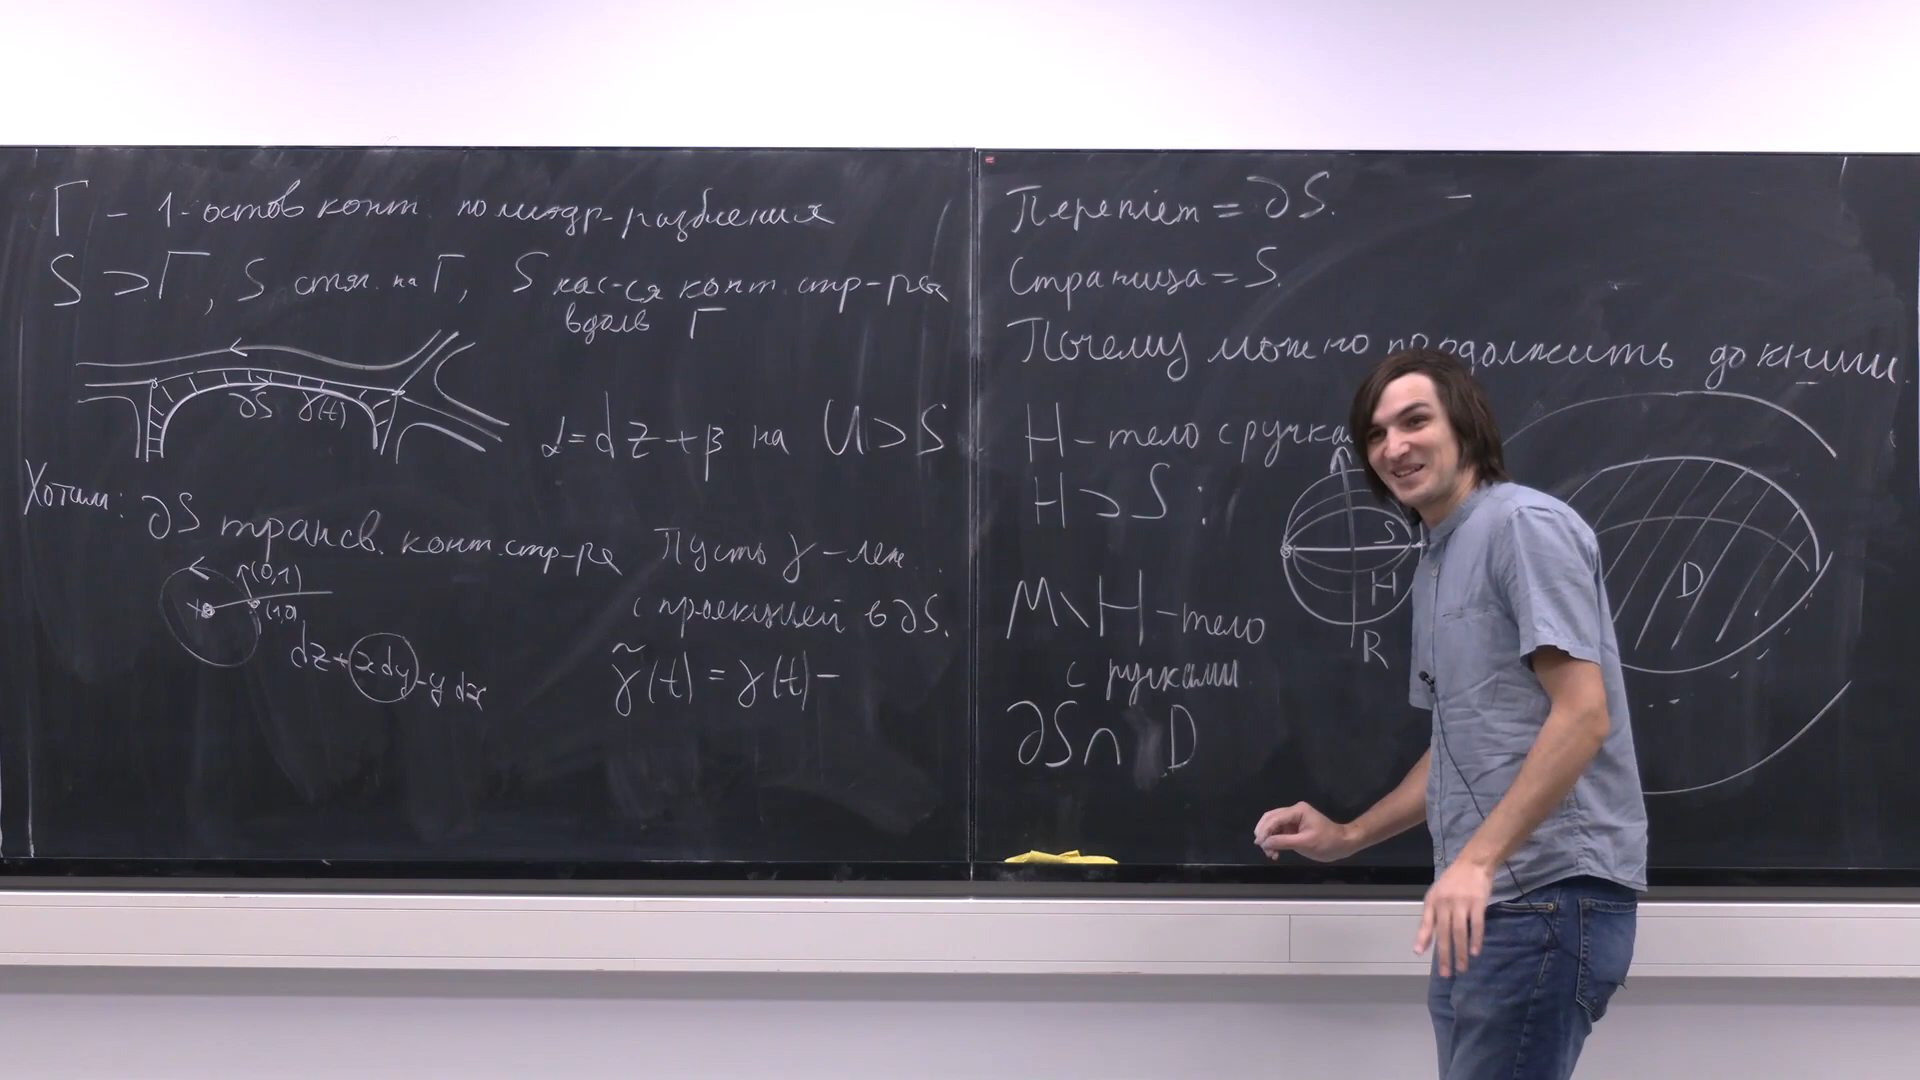 Γ – 1-остов конт. полиэдр-разбиения
S ⊃ Γ, S стяг. на Γ, S кас-ся конт. стр-ры
вдоль Γ
∂S γ(t)
α = dz + β на U ⊃ S
Хотим: ∂S трансв. конт. стр-ре
(0,1)
(1,0)
dz + x dy - y dx
Пусть γ – леж.
с проекцией в ∂S.
γ̃(t) = γ(t) –
Переплёт = ∂S. –
Страница = S.
Почему можно продолжить до книги.
H – тело с ручка
H ⊃ S :
S
H
R
M \ H – тело
с ручками
∂S ∩ D
D